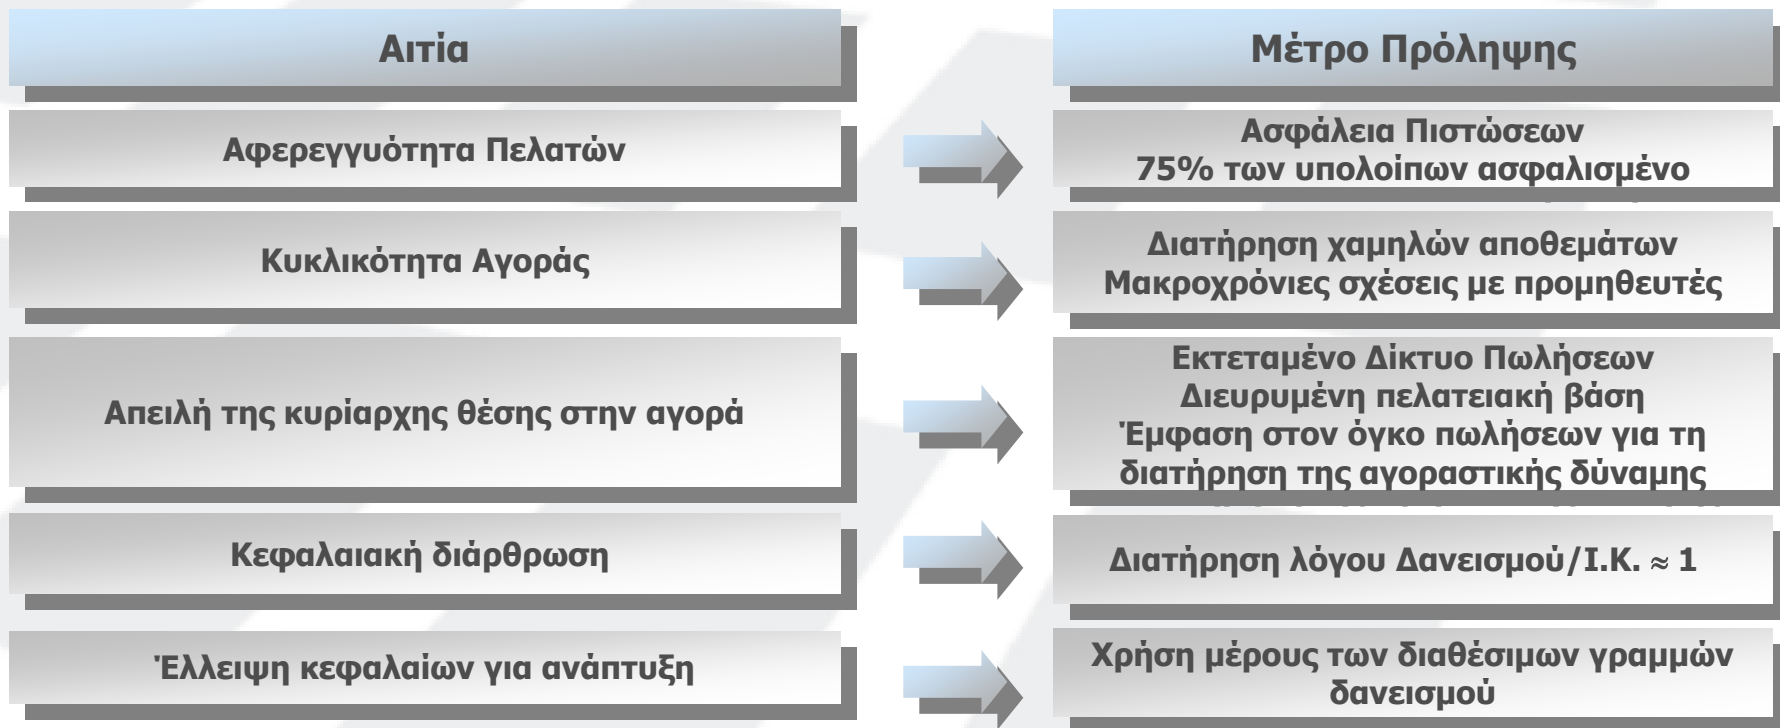 Αιτία
Μέτρο Πρόληψης
Αφερεγγυότητα Πελατών
Ασφάλεια Πιστώσεων
75% των υπολοίπων ασφαλισμένο
Κυκλικότητα Αγοράς
Διατήρηση χαμηλών αποθεμάτων
Μακροχρόνιες σχέσεις με προμηθευτές
Απειλή της κυρίαρχης θέσης στην αγορά
Εκτεταμένο Δίκτυο Πωλήσεων
Διευρυμένη πελατειακή βάση
Έμφαση στον όγκο πωλήσεων για τη
διατήρηση της αγοραστικής δύναμης
Κεφαλαιακή διάρθρωση
Διατήρηση λόγου Δανεισμού/Ι.Κ. ≈ 1
Έλλειψη κεφαλαίων για ανάπτυξη
Χρήση μέρους των διαθέσιμων γραμμών
δανεισμού